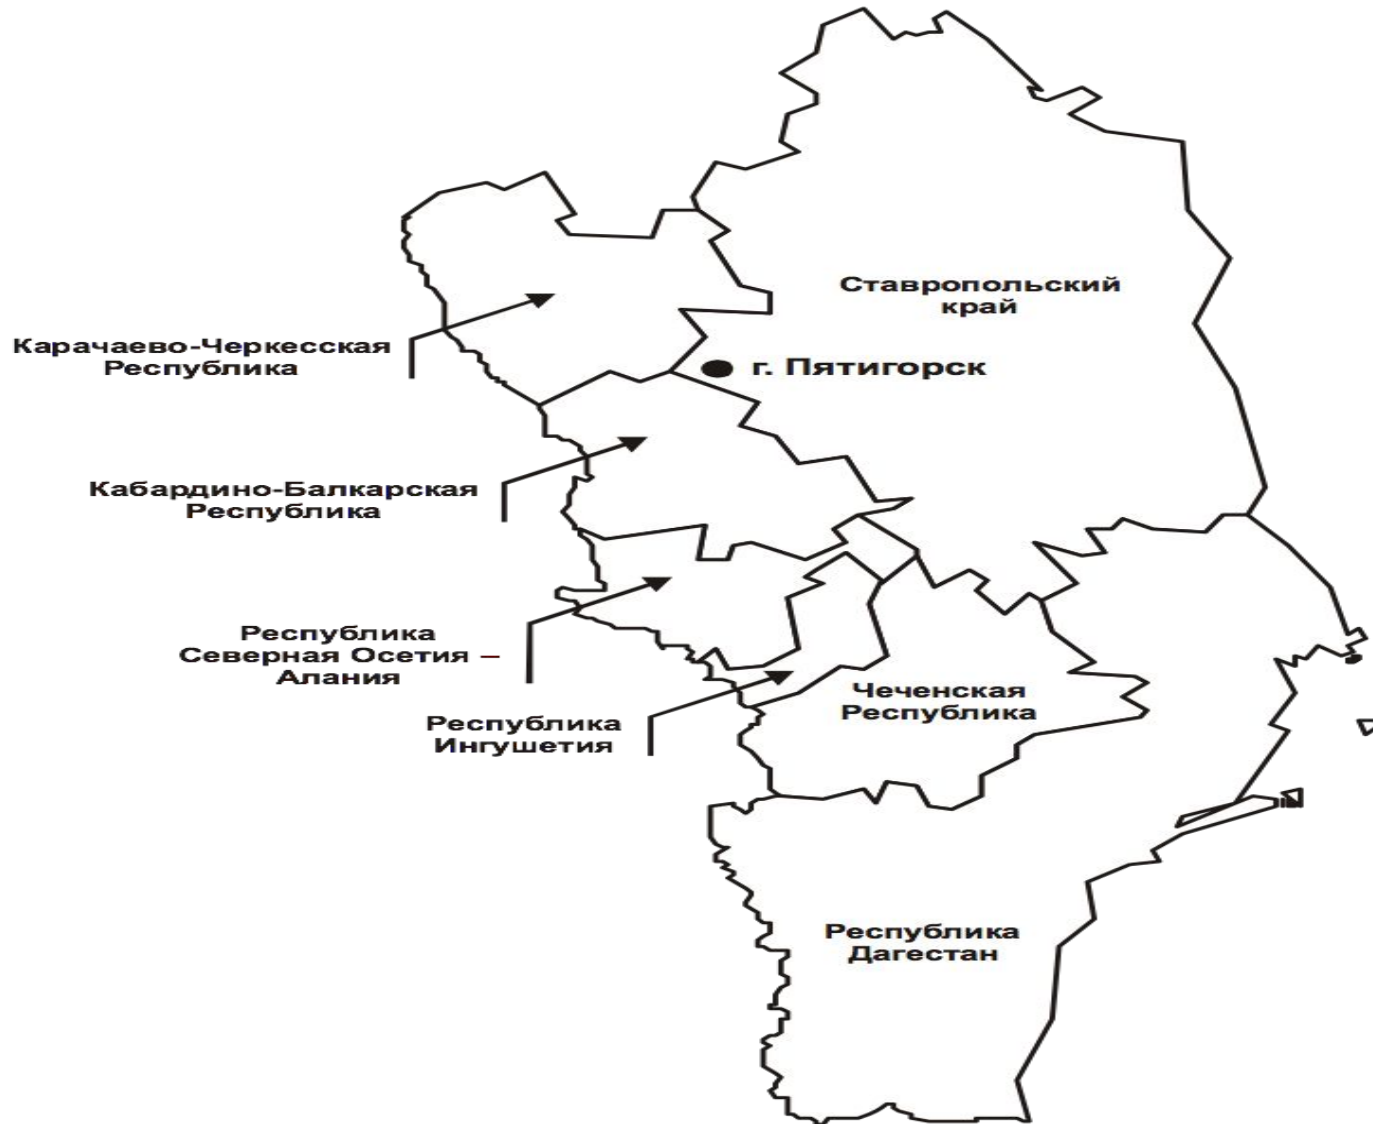 Ставропольский
край
Карачаево-Черкесская
Республика
г. Пятигорск
Кабардино-Балкарская
Республика
Республика
Северная Осетия –
Алания
Чеченская
Республика
Республика
Ингушетия
Республика
Дагестан